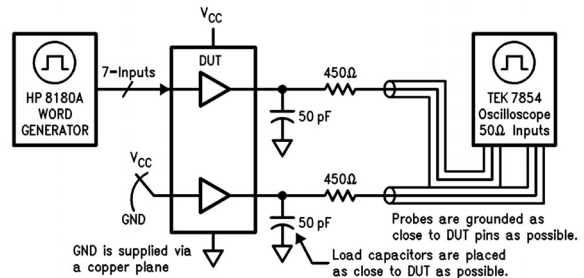 VCC
DUT
7-Inputs
HP 8180A
WORD
GENERATOR
450Ω
50 pF
TEK 7854
Oscilloscope
50Ω Inputs
VCC
GND
450Ω
50 pF
GND is supplied via
a copper plane
Probes are grounded as
close to DUT pins as possible.
Load capacitors are placed
as close to DUT as possible.